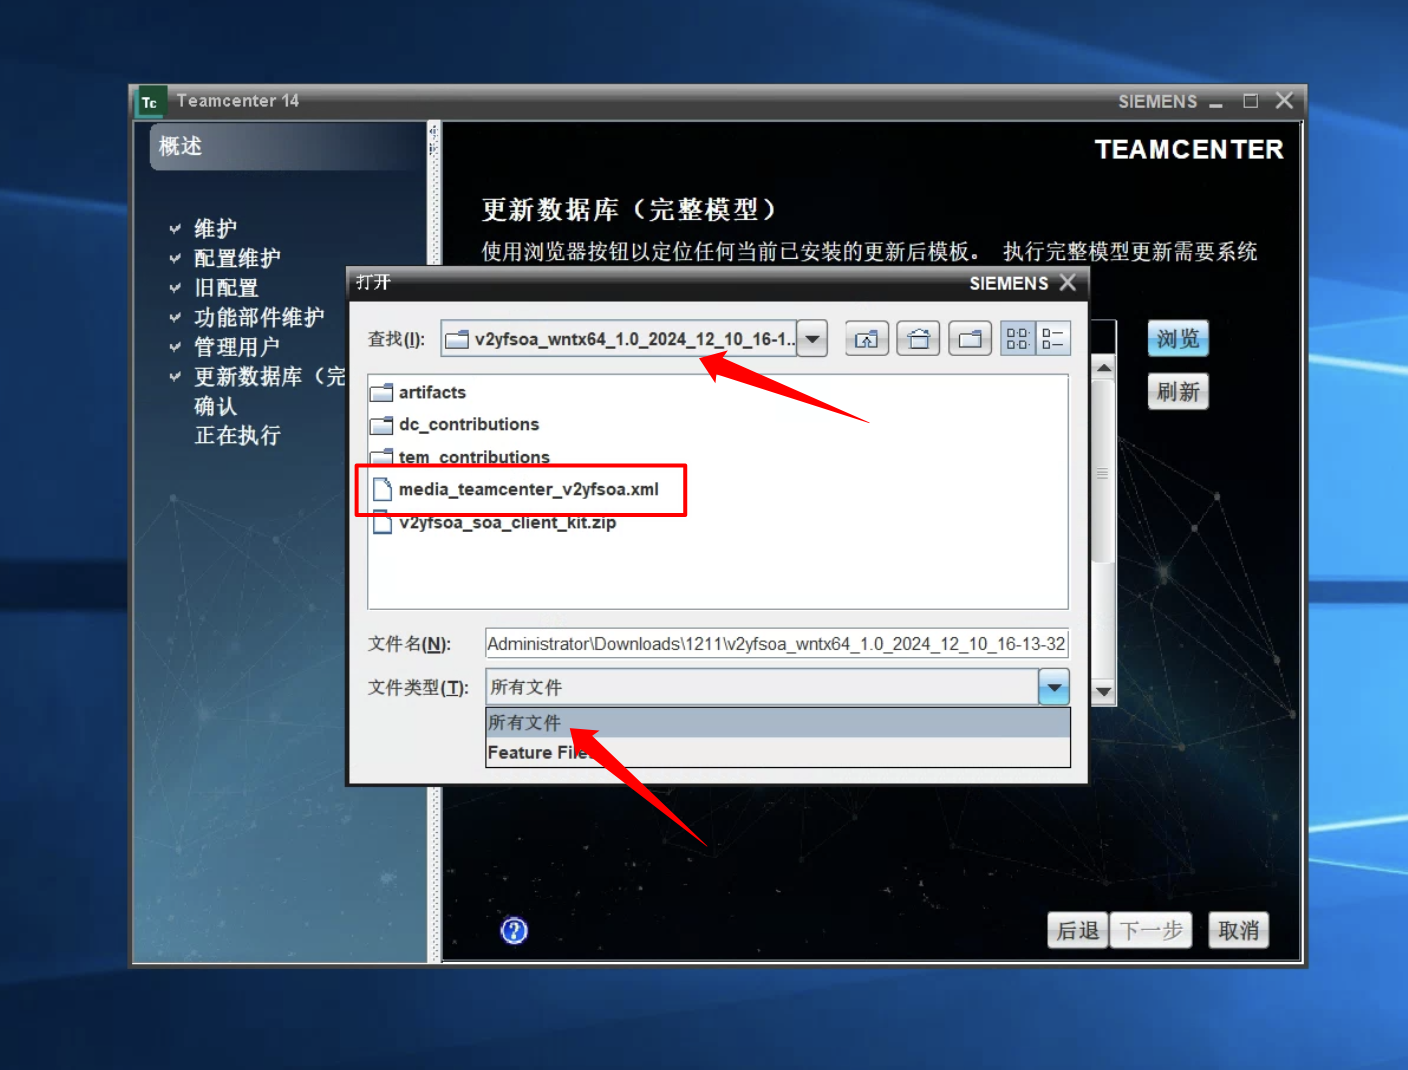 Tc Teamcenter 14 SIEMENS
概述
TEAMCENTER
维护
配置维护
旧配置
功能部件维护
管理用户
更新数据库（完
确认
正在执行
更新数据库（完整模型）
使用浏览器按钮以定位任何当前已安装的更新后模板。 执行完整模型更新需要系统
浏览
刷新
打开 SIEMENS
查找(I): v2yfsoa_wntx64_1.0_2024_12_10_16-1..
artifacts
dc_contributions
tem_contributions
media_teamcenter_v2yfsoa.xml
v2yfsoa_soa_client_kit.zip
文件名(N): Administrator\Downloads\1211\v2yfsoa_wntx64_1.0_2024_12_10_16-13-32
文件类型(T): 所有文件
所有文件
Feature File
? 后退 下一步 取消